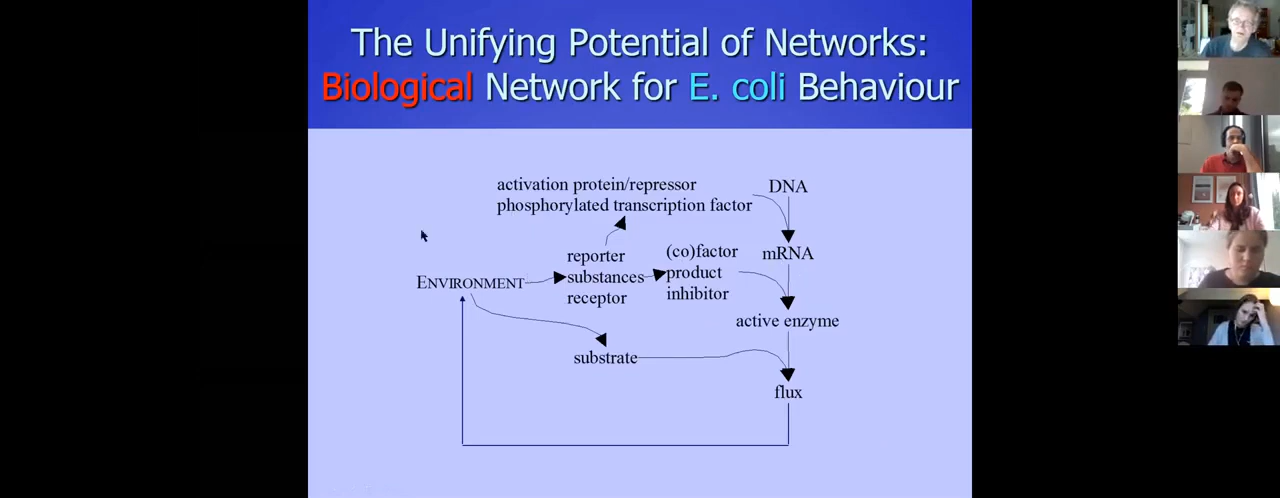 The Unifying Potential of Networks:
Biological Network for E. coli Behaviour
activation protein/repressor
phosphorylated transcription factor
DNA
reporter
substances
receptor
(co)factor
product
inhibitor
mRNA
ENVIRONMENT
active enzyme
substrate
flux